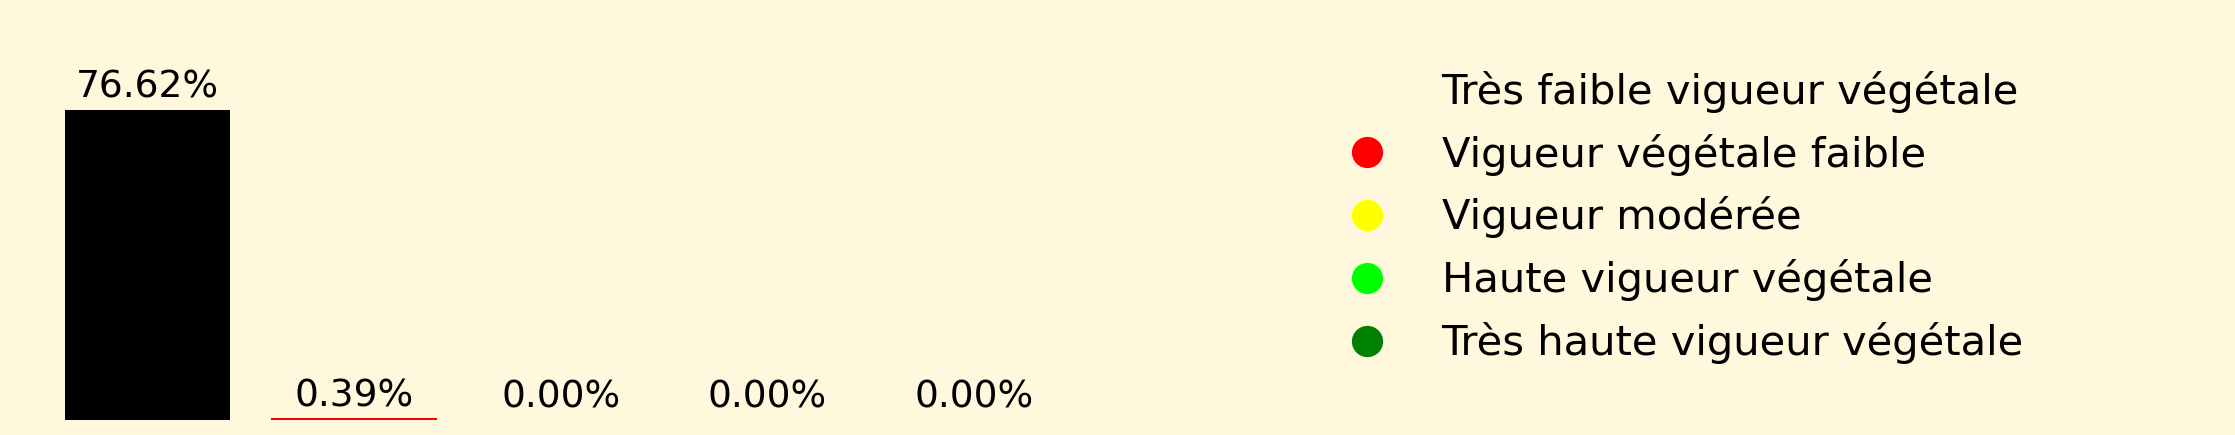 76.62%
0.39%
0.00%
0.00%
0.00%
Très faible vigueur végétale
Vigueur végétale faible
Vigueur modérée
Haute vigueur végétale
Très haute vigueur végétale